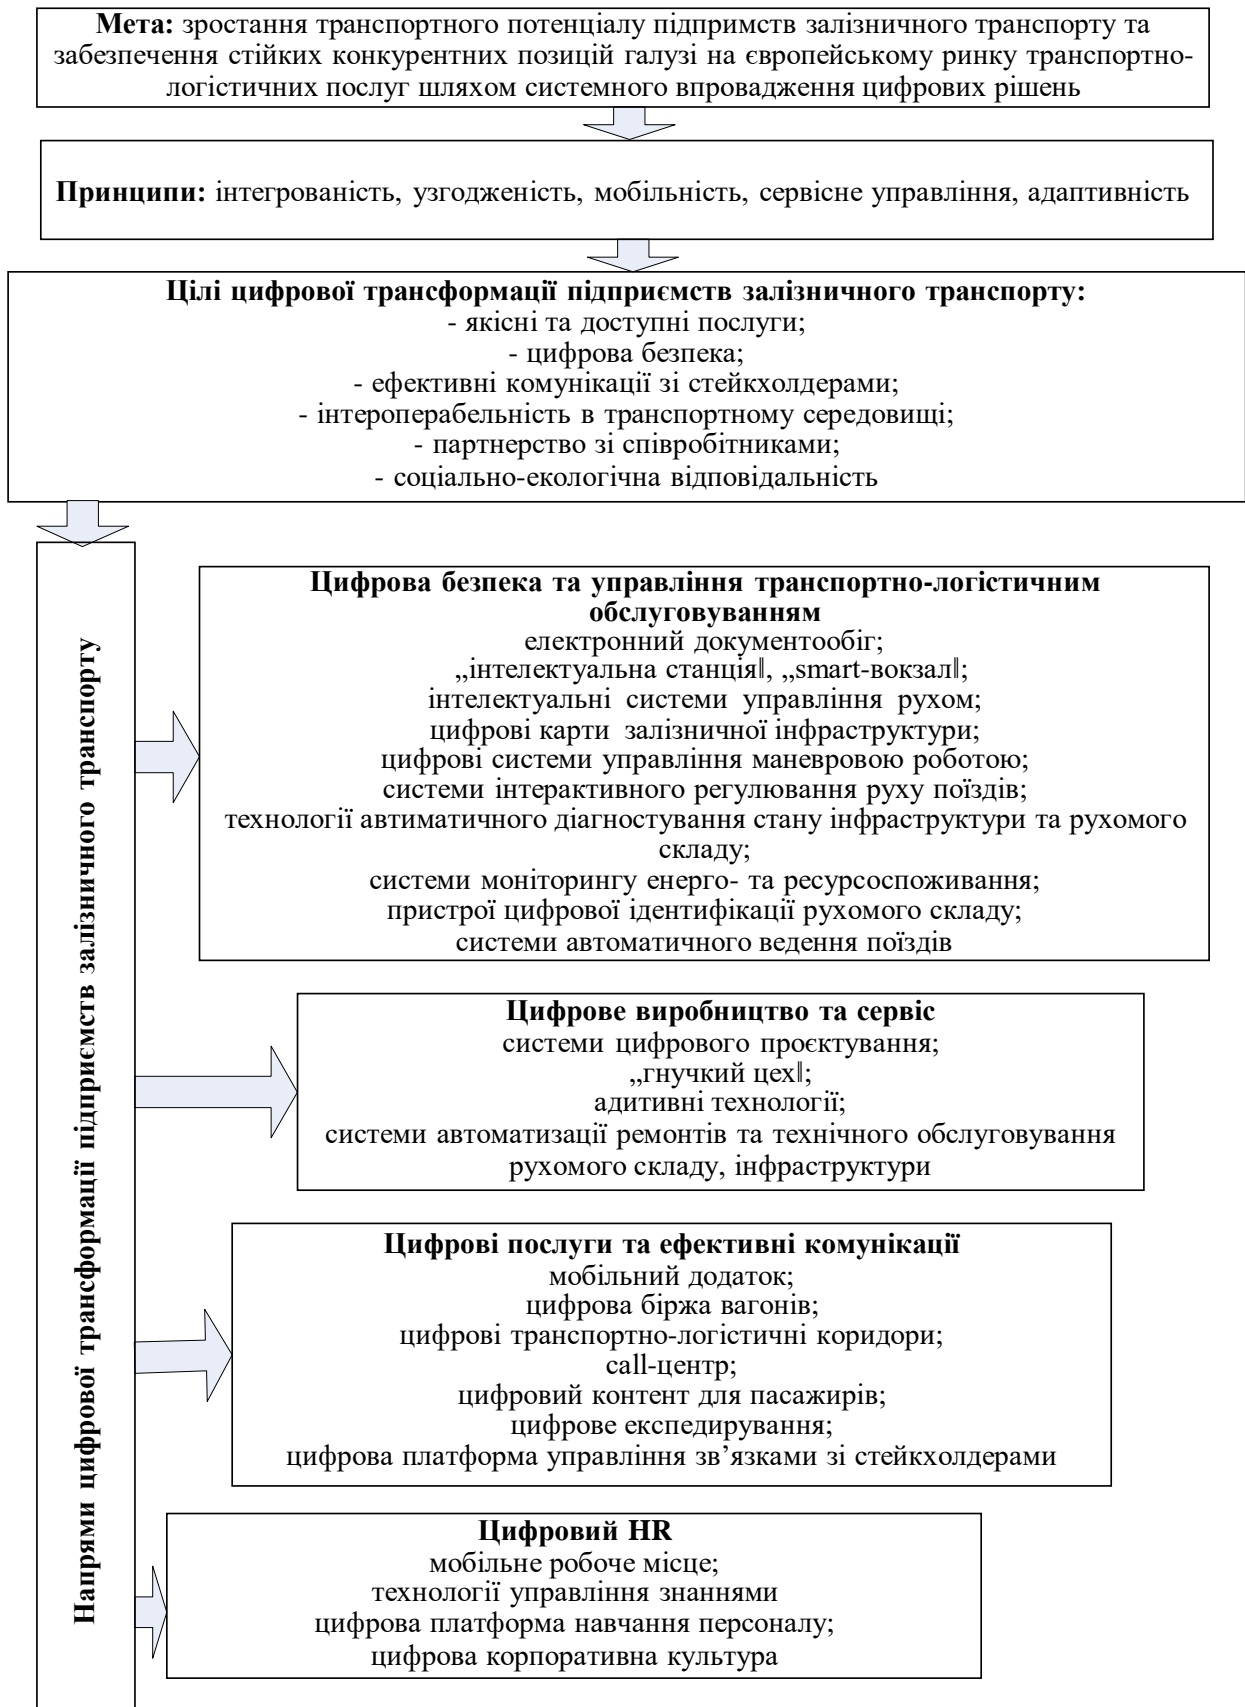 Мета: зростання транспортного потенціалу підпримств залізничного транспорту та
забезпечення стійких конкурентних позицій галузі на європейському ринку транспортно-
логістичних послуг шляхом системного впровадження цифрових рішень
Принципи: інтегрованість, узгодженість, мобільність, сервісне управління, адаптивність
Цілі цифрової трансформації підприємств залізничного транспорту:
- якісні та доступні послуги;
- цифрова безпека;
- ефективні комунікації зі стейкхолдерами;
- інтероперабельність в транспортному середовищі;
- партнерство зі співробітниками;
- соціально-екологічна відповідальність
Напрями цифрової трансформації підприємств залізничного транспорту
Цифрова безпека та управління транспортно-логістичним
обслуговуванням
електронний документообіг;
„інтелектуальна станція‖, „smart-вокзал‖;
інтелектуальні системи управління рухом;
цифрові карти залізничної інфраструктури;
цифрові системи управління маневровою роботою;
системи інтерактивного регулювання руху поїздів;
технології автиматичного діагностування стану інфраструктури та рухомого
складу;
системи моніторингу енерго- та ресурсоспоживання;
пристрої цифрової ідентифікації рухомого складу;
системи автоматичного ведення поїздів
Цифрове виробництво та сервіс
системи цифрового проєктування;
„гнучкий цех‖;
адитивні технології;
системи автоматизації ремонтів та технічного обслуговування
рухомого складу, інфраструктури
Цифрові послуги та ефективні комунікації
мобільний додаток;
цифрова біржа вагонів;
цифрові транспортно-логістичні коридори;
call-центр;
цифровий контент для пасажирів;
цифрове експедирування;
цифрова платформа управління зв’язками зі стейкхолдерами
Цифровий HR
мобільне робоче місце;
технології управління знаннями
цифрова платформа навчання персоналу;
цифрова корпоративна культура